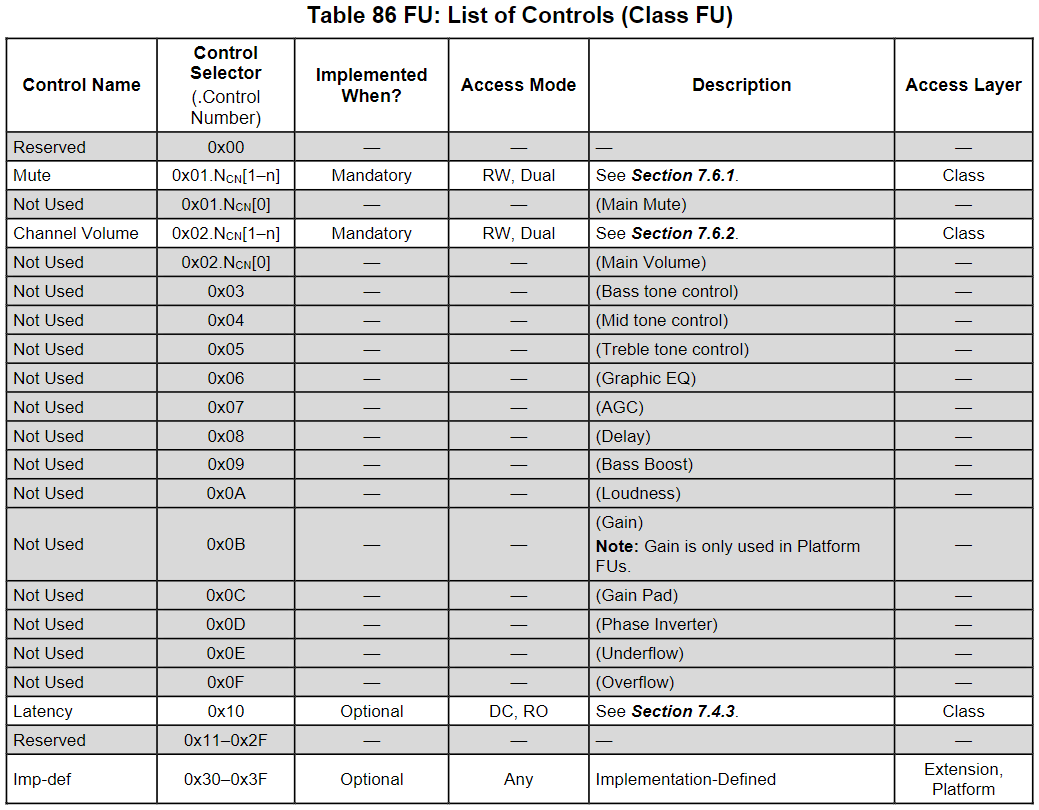 Table 86 FU: List of Controls (Class FU)
Control Name | Control Selector (.Control Number) | Implemented When? | Access Mode | Description | Access Layer
Reserved | 0x00 | — | — | — | —
Mute | 0x01.NCN[1–n] | Mandatory | RW, Dual | See Section 7.6.1. | Class
Not Used | 0x01.NCN[0] | — | — | (Main Mute) | —
Channel Volume | 0x02.NCN[1–n] | Mandatory | RW, Dual | See Section 7.6.2. | Class
Not Used | 0x02.NCN[0] | — | — | (Main Volume) | —
Not Used | 0x03 | — | — | (Bass tone control) | —
Not Used | 0x04 | — | — | (Mid tone control) | —
Not Used | 0x05 | — | — | (Treble tone control) | —
Not Used | 0x06 | — | — | (Graphic EQ) | —
Not Used | 0x07 | — | — | (AGC) | —
Not Used | 0x08 | — | — | (Delay) | —
Not Used | 0x09 | — | — | (Bass Boost) | —
Not Used | 0x0A | — | — | (Loudness) | —
Not Used | 0x0B | — | — | (Gain) Note: Gain is only used in Platform FUs. | —
Not Used | 0x0C | — | — | (Gain Pad) | —
Not Used | 0x0D | — | — | (Phase Inverter) | —
Not Used | 0x0E | — | — | (Underflow) | —
Not Used | 0x0F | — | — | (Overflow) | —
Latency | 0x10 | Optional | DC, RO | See Section 7.4.3. | Class
Reserved | 0x11–0x2F | — | — | — | —
Imp-def | 0x30–0x3F | Optional | Any | Implementation-Defined | Extension, Platform